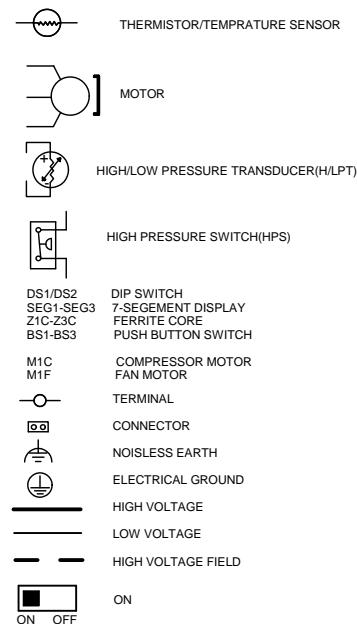 THERMISTOR/TEMPRATURE SENSOR
MOTOR
+
-
HIGH/LOW PRESSURE TRANSDUCER(H/LPT)
HIGH PRESSURE SWITCH(HPS)
DS1/DS2 DIP SWITCH
SEG1-SEG3 7-SEGEMENT DISPLAY
Z1C-Z3C FERRITE CORE
BS1-BS3 PUSH BUTTON SWITCH
M1C COMPRESSOR MOTOR
M1F FAN MOTOR
TERMINAL
CONNECTOR
NOISLESS EARTH
ELECTRICAL GROUND
HIGH VOLTAGE
LOW VOLTAGE
HIGH VOLTAGE FIELD
ON
ON OFF